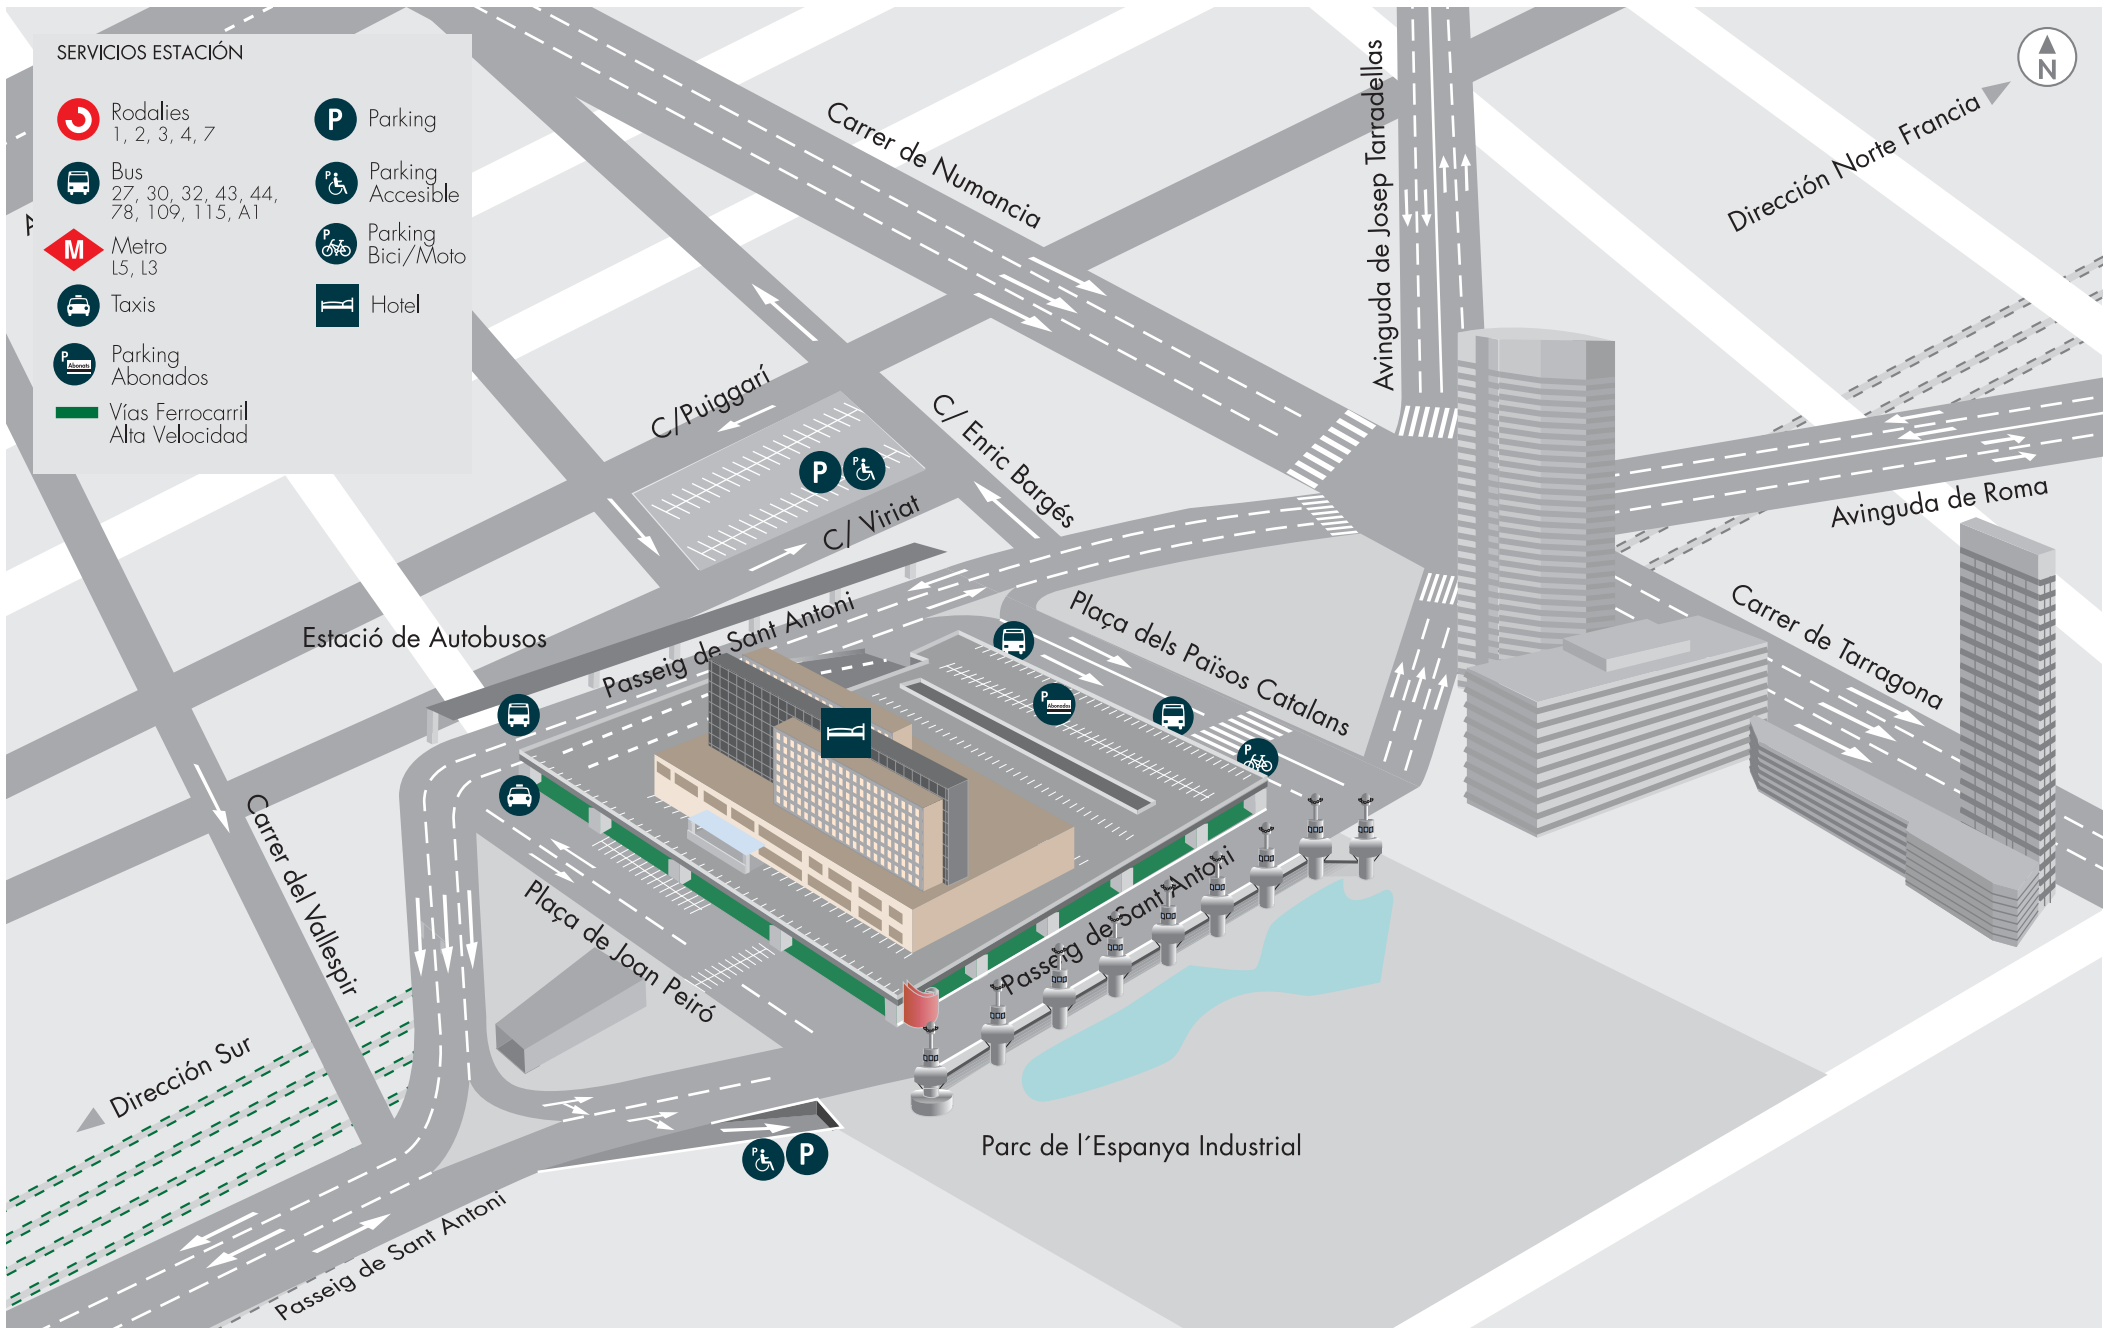 SERVICIOS ESTACIÓN
Rodalies
1, 2, 3, 4, 7
Bus
27, 30, 32, 43, 44,
78, 109, 115, A1
M
Metro
L5, L3
Taxis
P
Abonats
Parking
Abonados
Vías Ferrocarril
Alta Velocidad
P
Parking
P
Parking
Accesible
P
Parking
Bici/Moto
Hotel
A
N
Dirección Norte Francia
Carrer de Numancia
Avinguda de Josep Tarradellas
C/Puiggarí
C/ Enric Bargés
P
P
C/ Viriat
Avinguda de Roma
Carrer de Tarragona
Estació de Autobusos
Passeig de Sant Antoni
Plaça dels Països Catalans
P
Abonados
P
Carrer del Vallespir
Plaça de Joan Peiró
Passeig de Sant Antoni
Dirección Sur
P
P
Parc de l´Espanya Industrial
Passeig de Sant Antoni